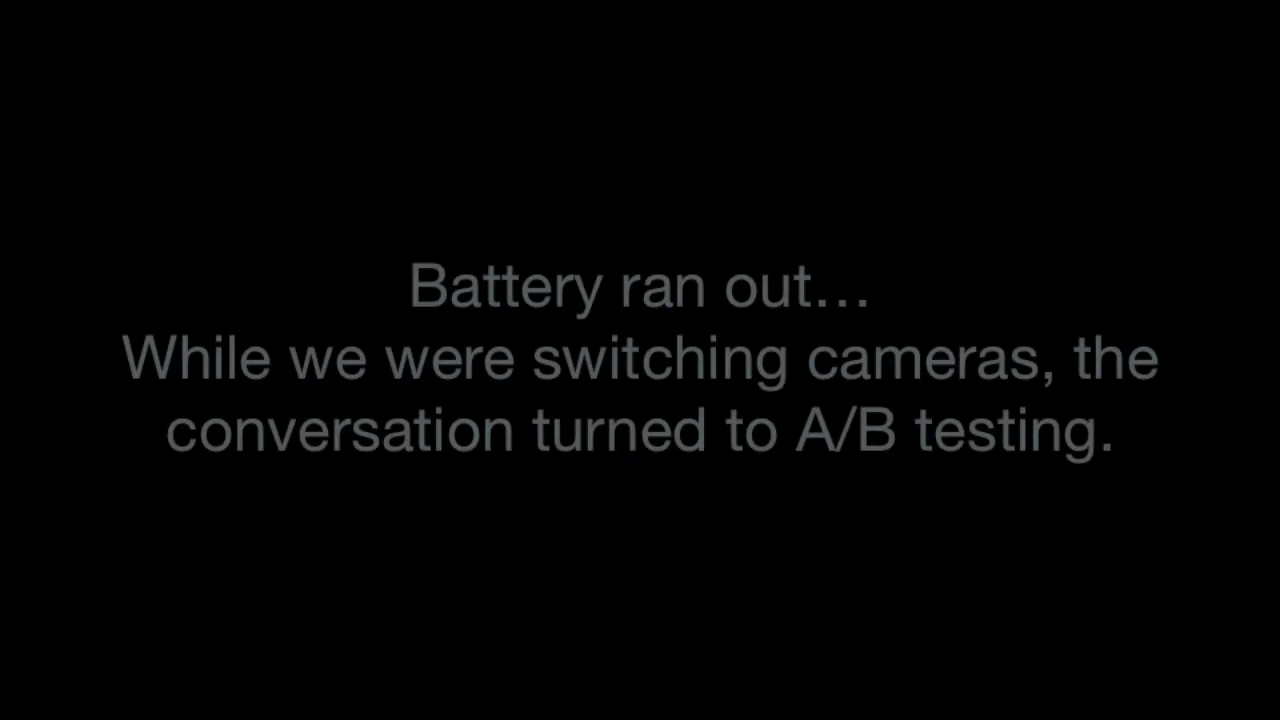 Battery ran out…
While we were switching cameras, the
conversation turned to A/B testing.